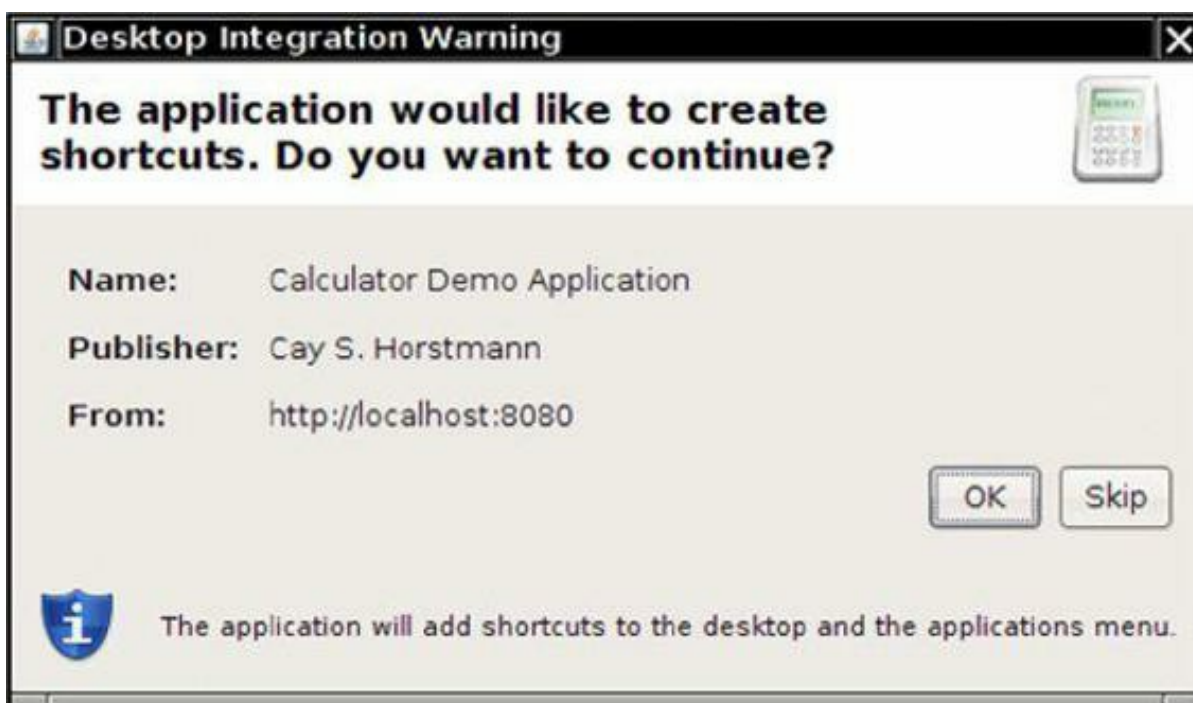 Desktop Integration Warning
The application would like to create
shortcuts. Do you want to continue?
Name: Calculator Demo Application
Publisher: Cay S. Horstmann
From: http://localhost:8080
OK Skip
The application will add shortcuts to the desktop and the applications menu.